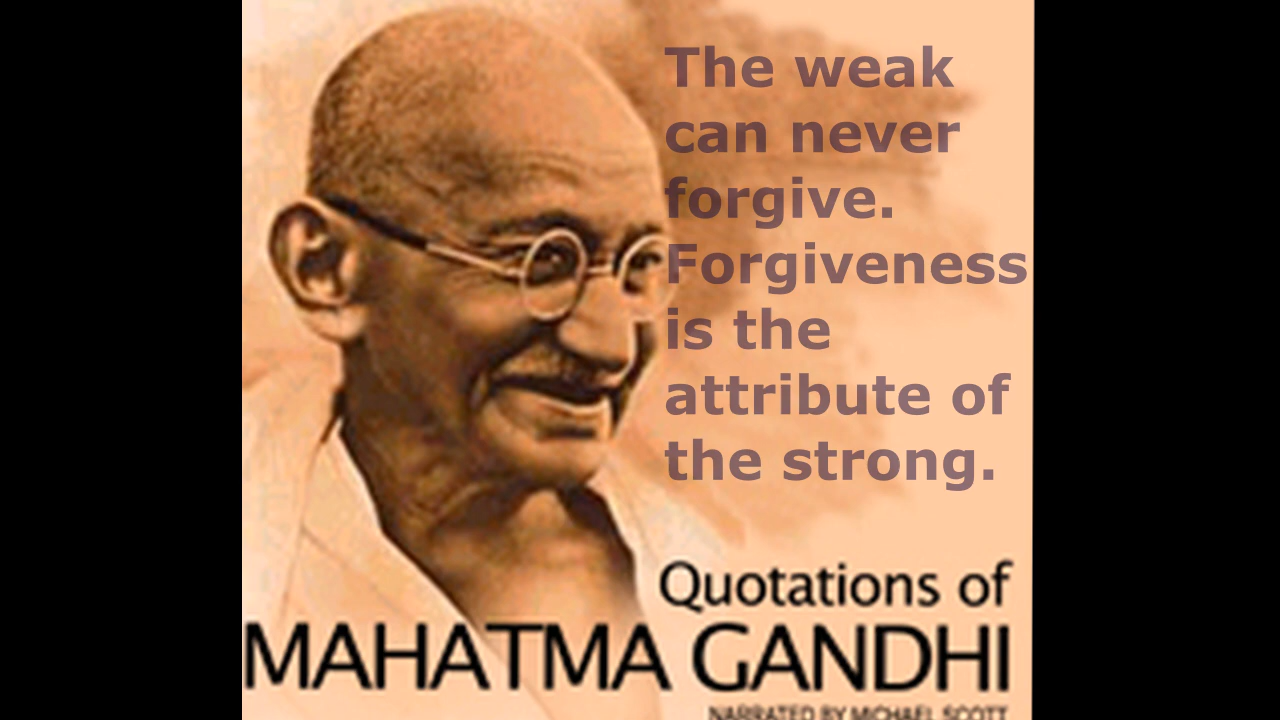 The weak
can never
forgive.
Forgiveness
is the
attribute of
the strong.
Quotations of
MAHATMA GANDHI
NARRATED BY MICHAEL SCOTT